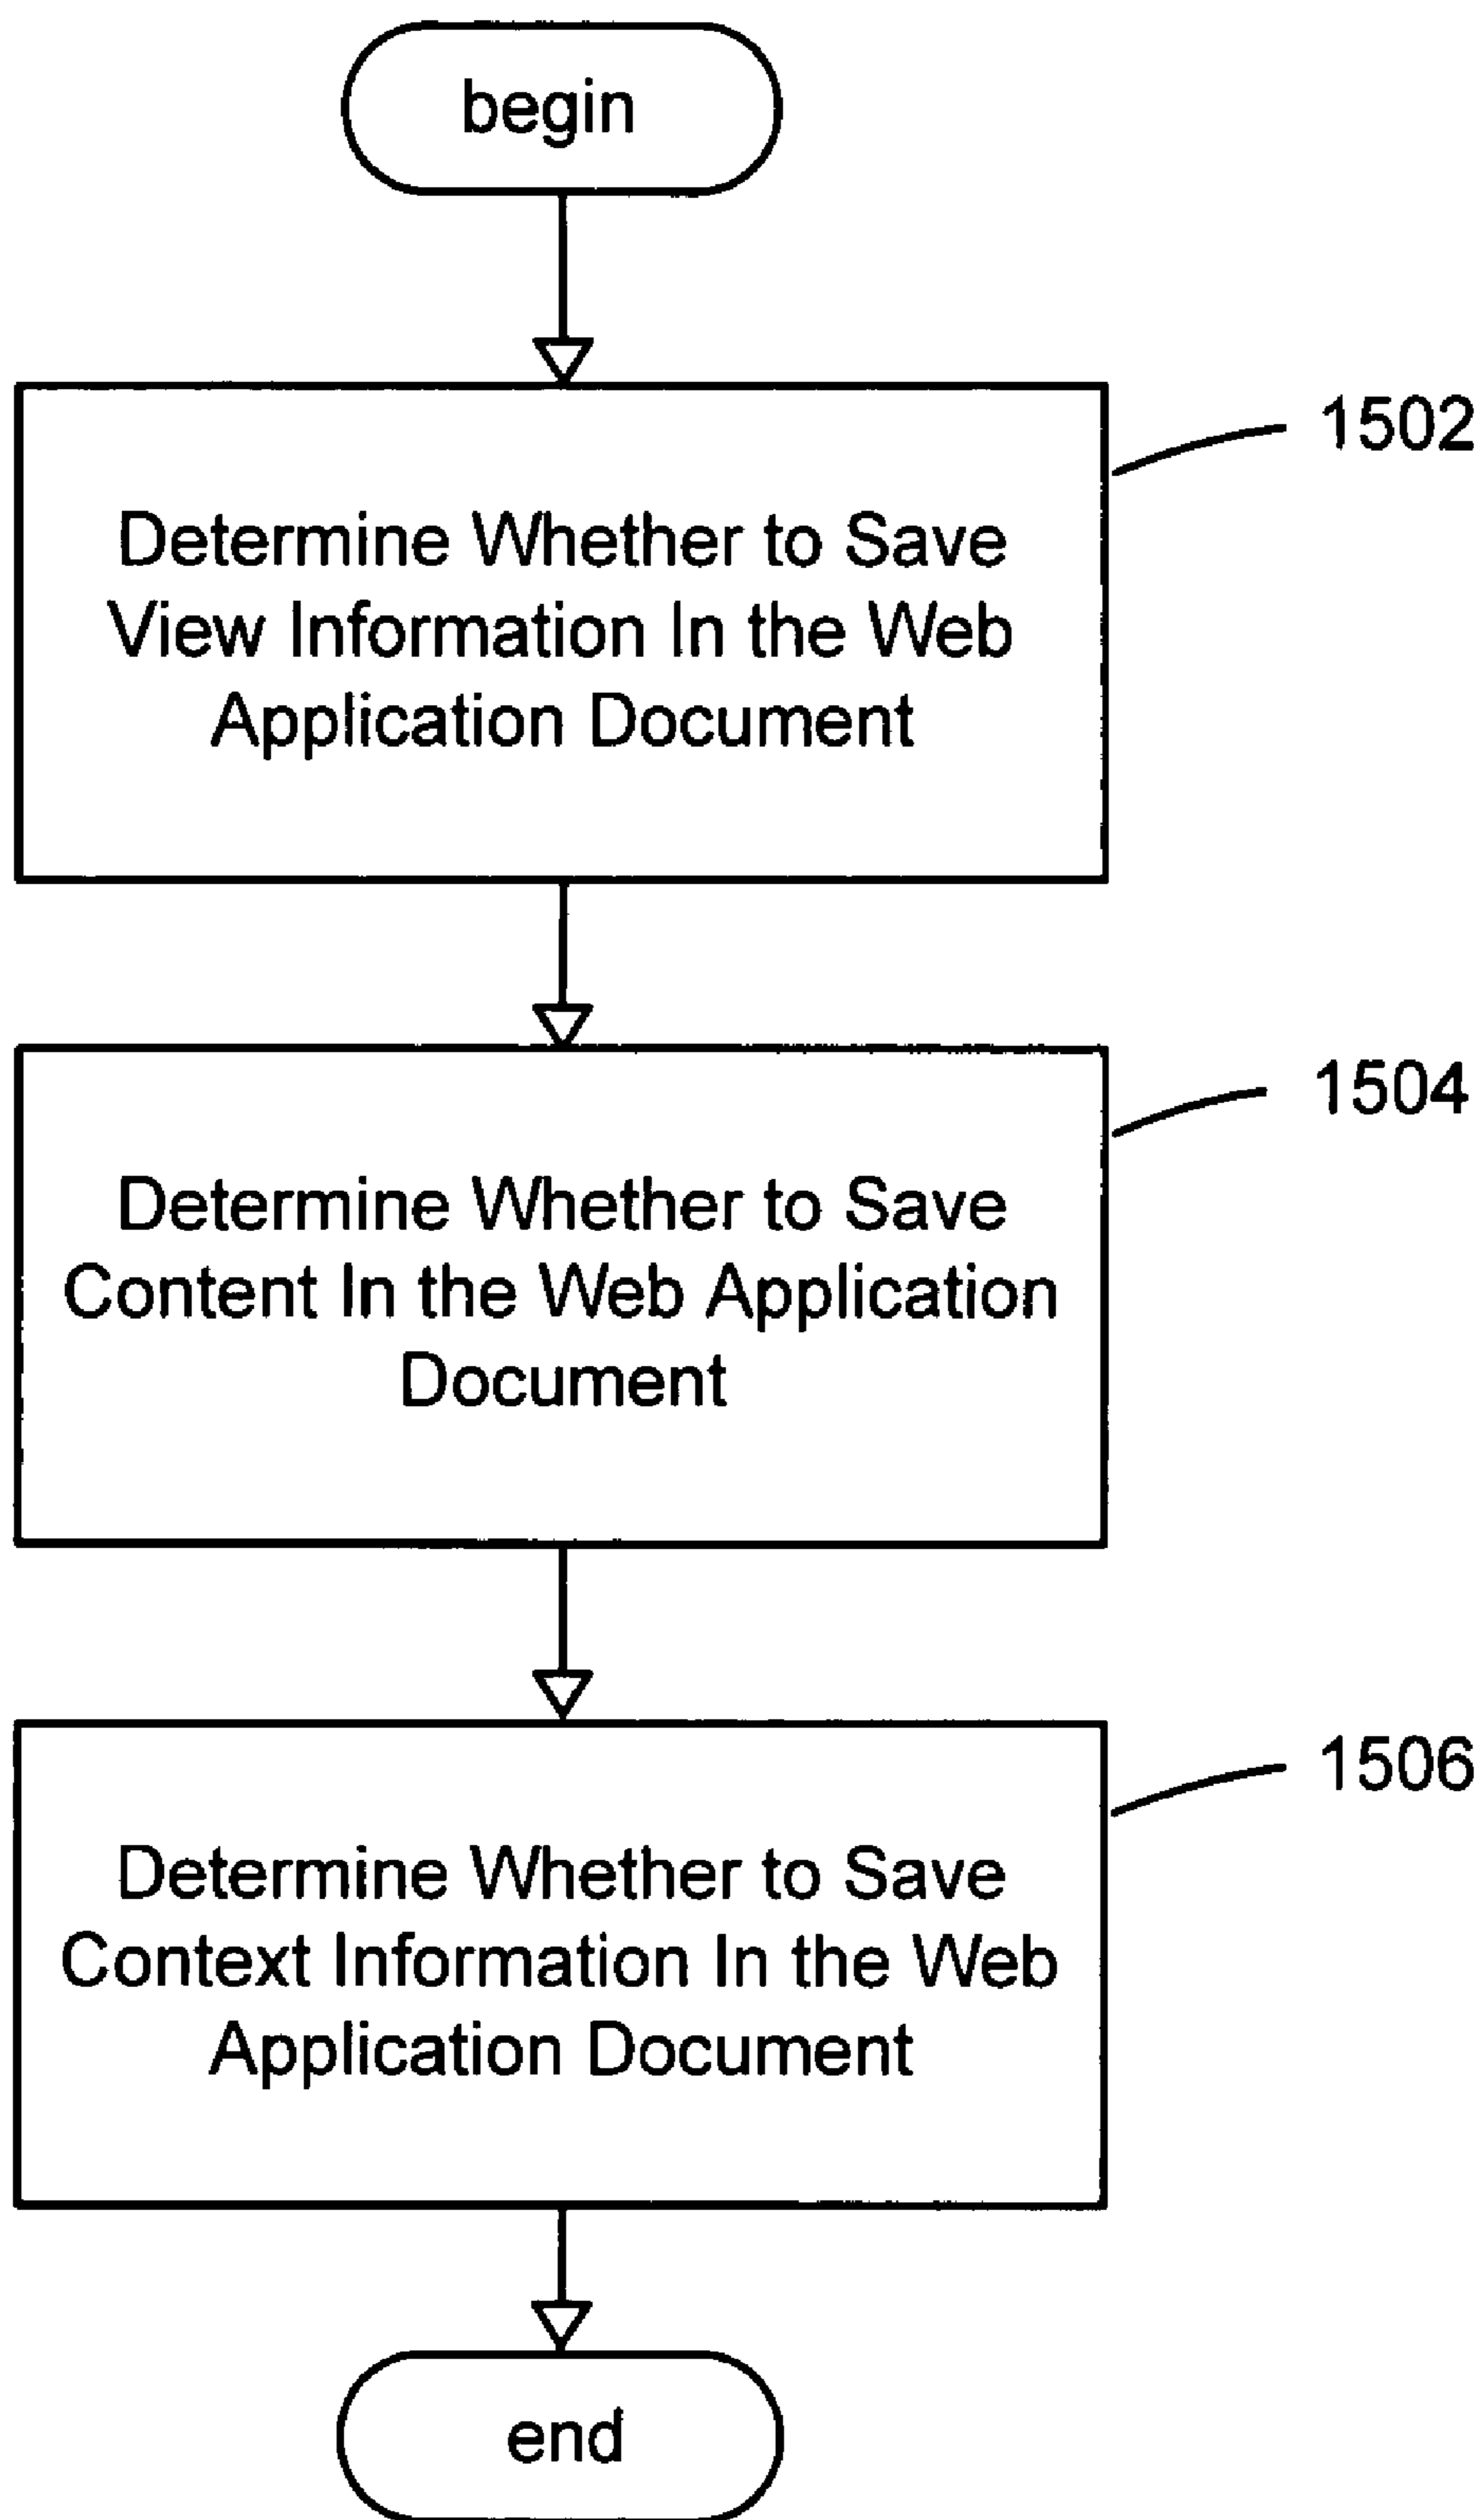 begin
1502
Determine Whether to Save
View Information In the Web
Application Document
1504
Determine Whether to Save
Content In the Web Application
Document
1506
Determine Whether to Save
Context Information In the Web
Application Document
end